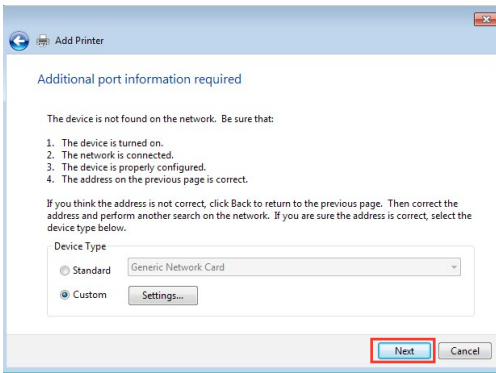 Add Printer
Additional port information required
The device is not found on the network. Be sure that:
1. The device is turned on.
2. The network is connected.
3. The device is properly configured.
4. The address on the previous page is correct.
If you think the address is not correct, click Back to return to the previous page. Then correct the
address and perform another search on the network. If you are sure the address is correct, select the
device type below.
Device Type
Standard
Generic Network Card
Custom
Settings...
Next
Cancel